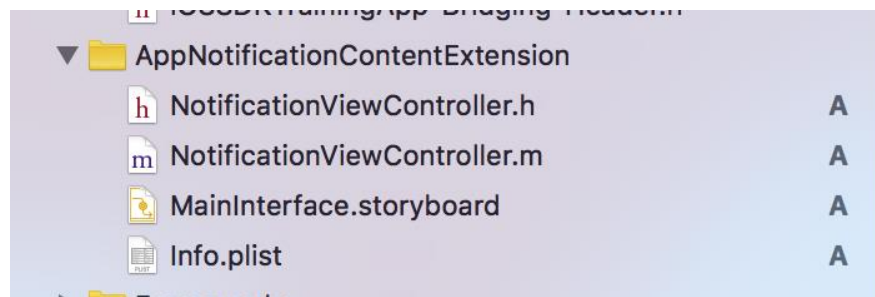 AppNotificationContentExtension
h NotificationViewController.h A
m NotificationViewController.m A
MainInterface.storyboard A
Info.plist A